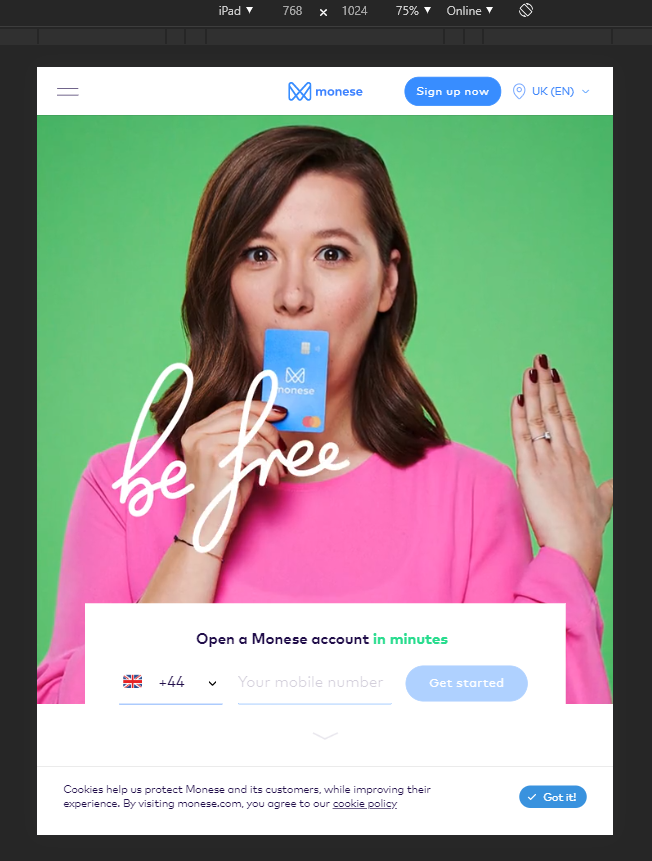 iPad ▼ 768 × 1024 75% ▼ Online ▼
monese
Sign up now
UK (EN)
monese
be free
Open a Monese account in minutes
+44
Your mobile number
Get started
Cookies help us protect Monese and its customers, while improving their
experience. By visiting monese.com, you agree to our cookie policy
Got it!